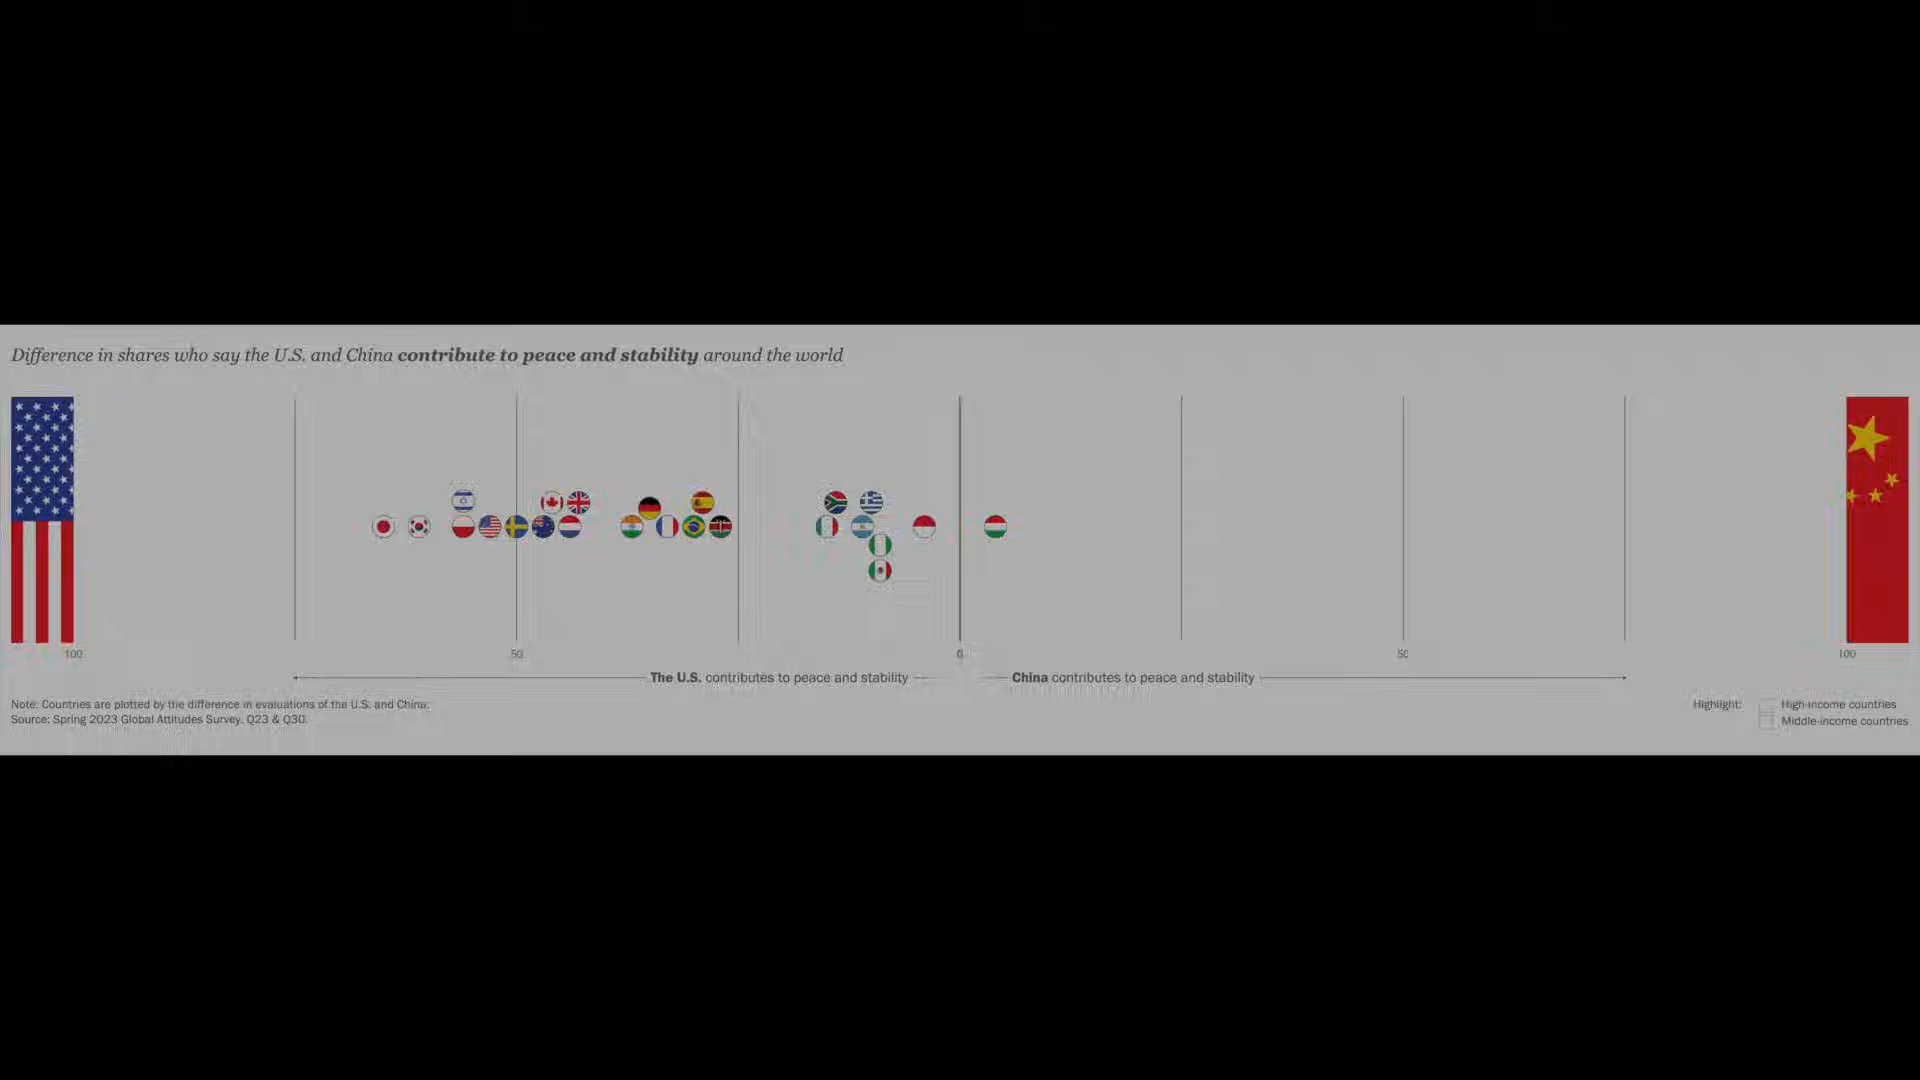 Difference in shares who say the U.S. and China contribute to peace and stability around the world
100
50
0
50
100
The U.S. contributes to peace and stability
China contributes to peace and stability
Note: Countries are plotted by the difference in evaluations of the U.S. and China.
Source: Spring 2023 Global Attitudes Survey. Q23 & Q30.
Highlight:
High-income countries
Middle-income countries